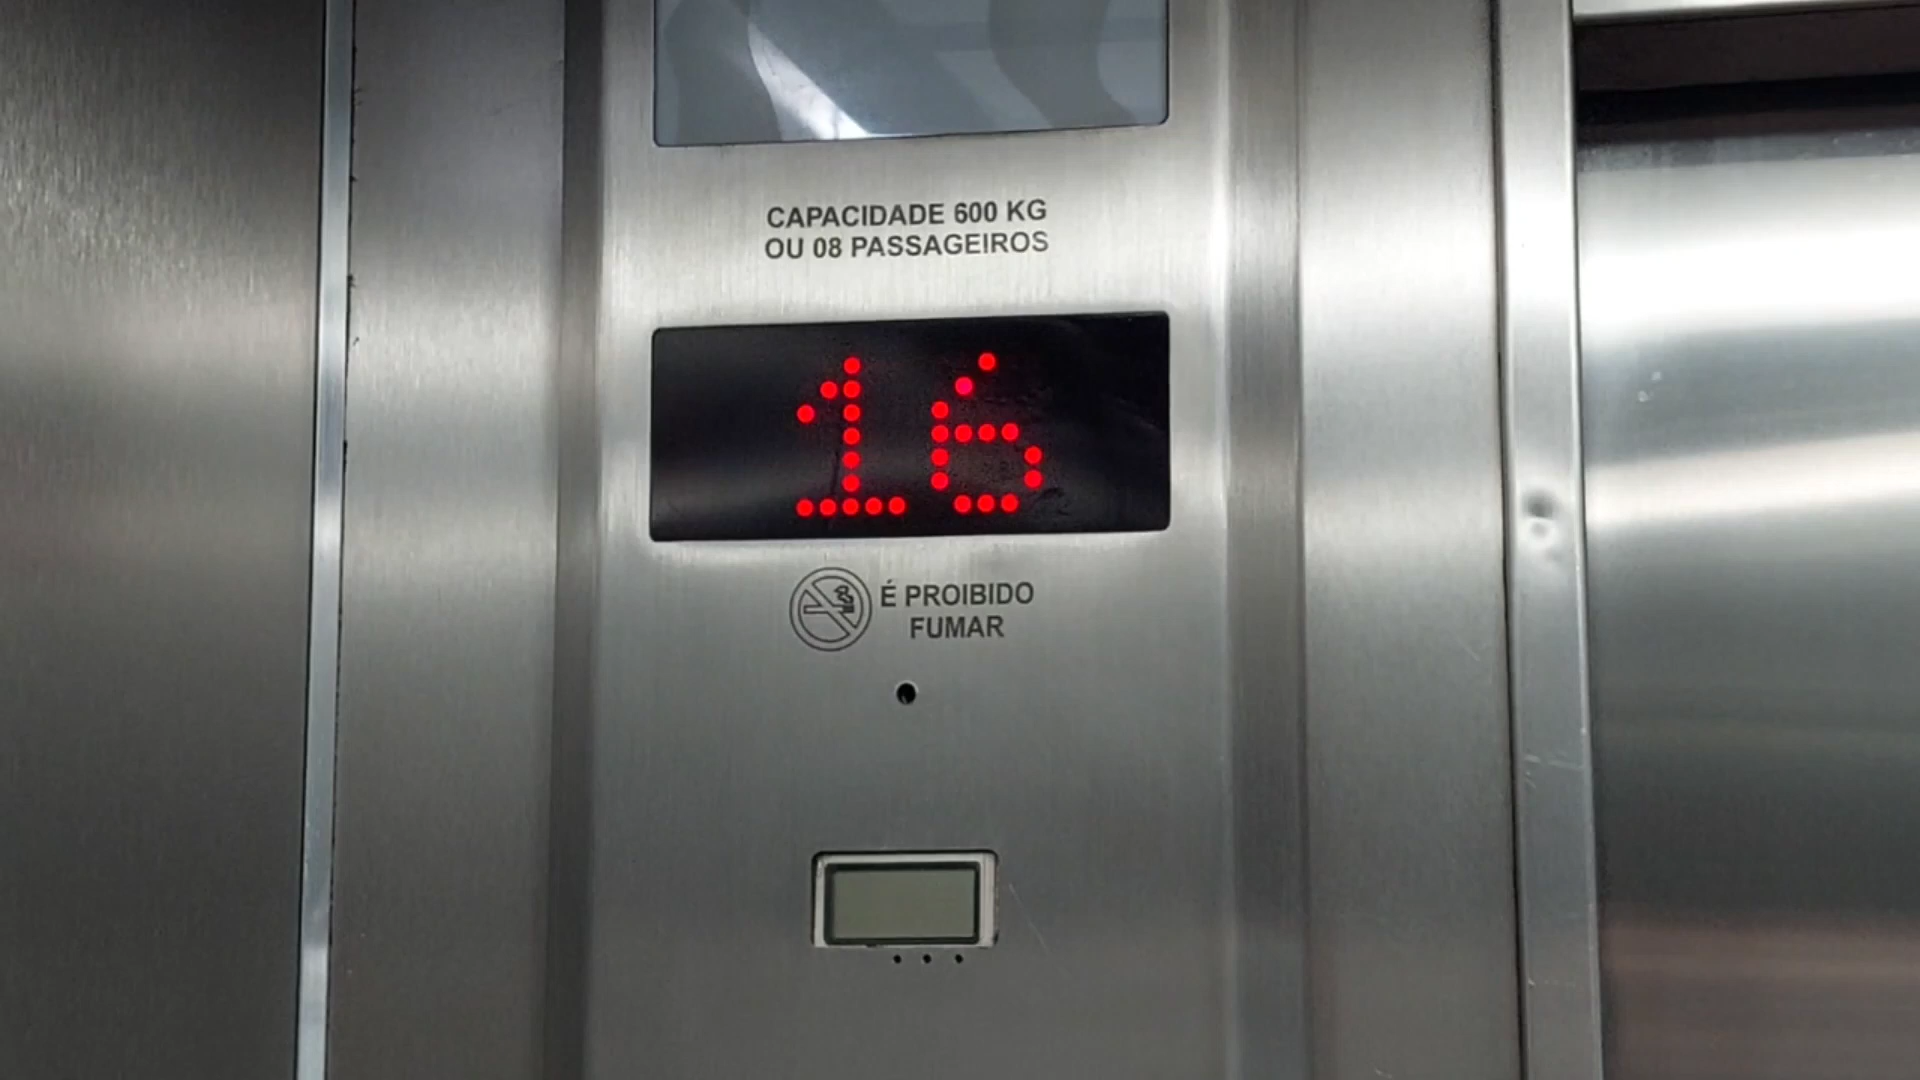 CAPACIDADE 600 KG
OU 08 PASSAGEIROS
16
É PROIBIDO
FUMAR